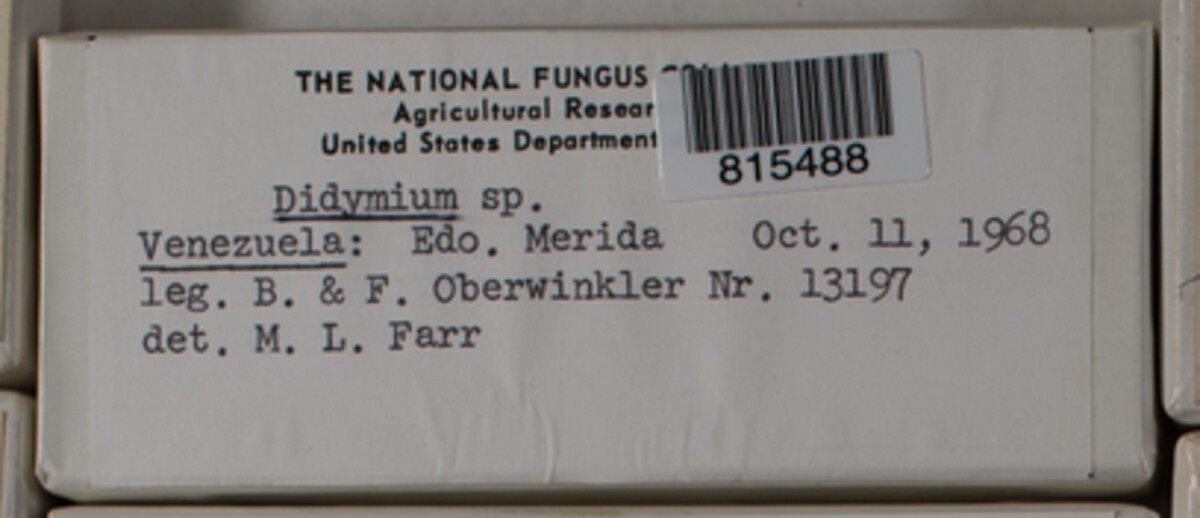 THE NATIONAL FUNGUS
Agricultural Resear
United States Department
815488
Didymium sp.
Venezuela: Edo. Merida Oct. 11, 1968
leg. B. & F. Oberwinkler Nr. 13197
det. M. L. Farr